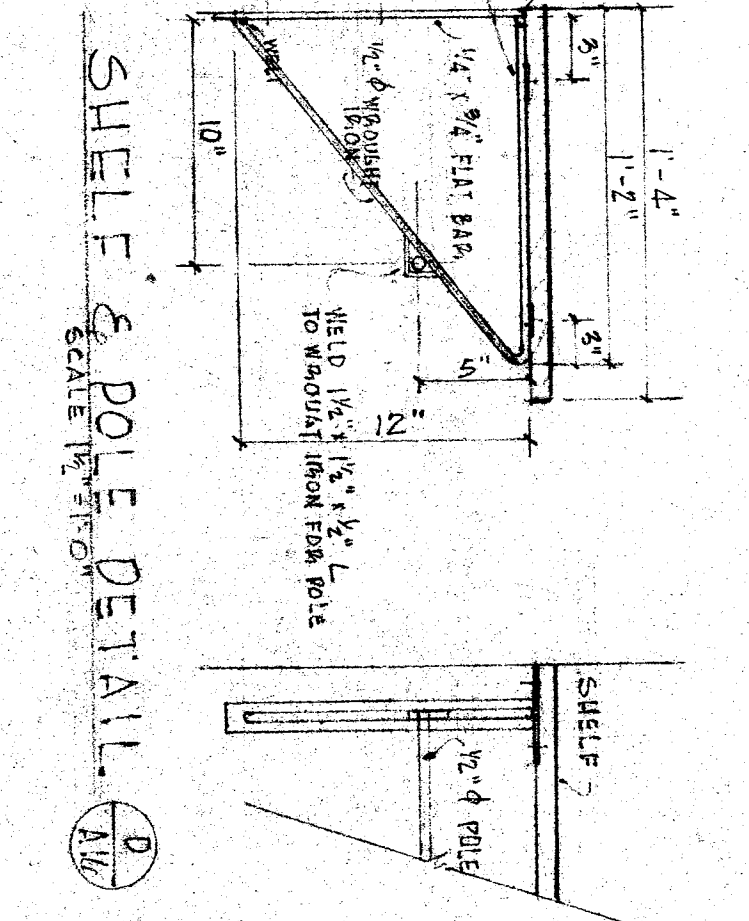 1'-4"
1'-2"
3"
3"
1/4" x 3/4" FLAT BAR
1/2" Φ WROUGHT
IRON
WELD
10"
5"
12"
WELD 1 1/2" x 1 1/2" x 1/2" L
TO WROUGHT IRON FOR POLE
SHELF
1/2" Φ POLE
SHELF & POLE DETAIL
SCALE 1 1/2" = 1'-0"
D